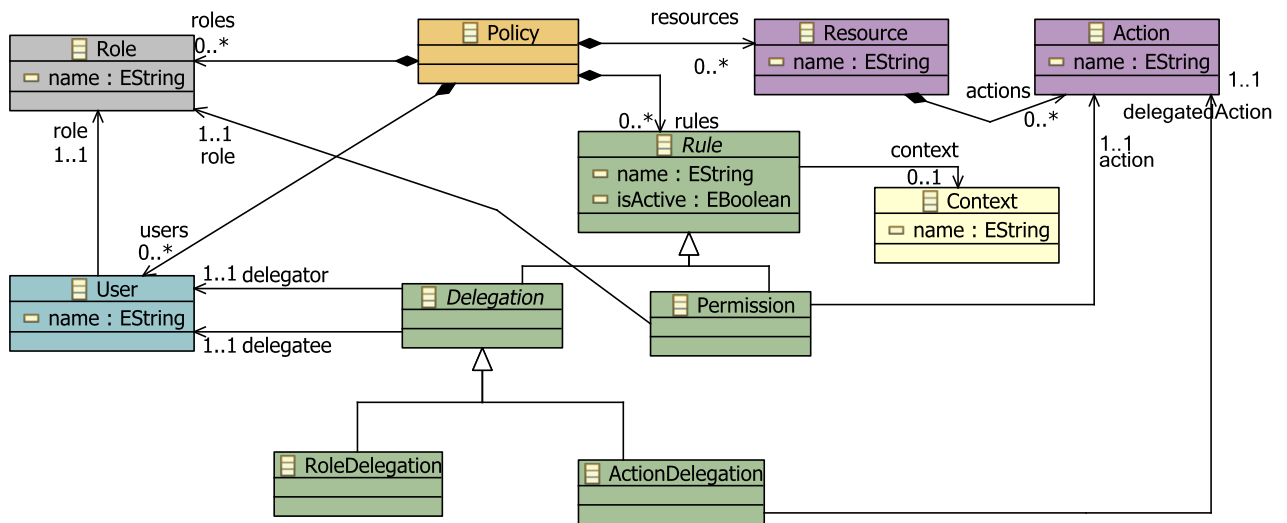 roles
0..*
Role
name : EString
Policy
resources
0..*
Resource
name : EString
Action
name : EString
actions
0..*
1..1
delegatedAction
role
1..1
1..1
role
0..* rules
Rule
name : EString
isActive : EBoolean
context
0..1
Context
name : EString
1..1
action
users
0..*
User
name : EString
1..1 delegator
1..1 delegatee
Delegation
Permission
RoleDelegation
ActionDelegation